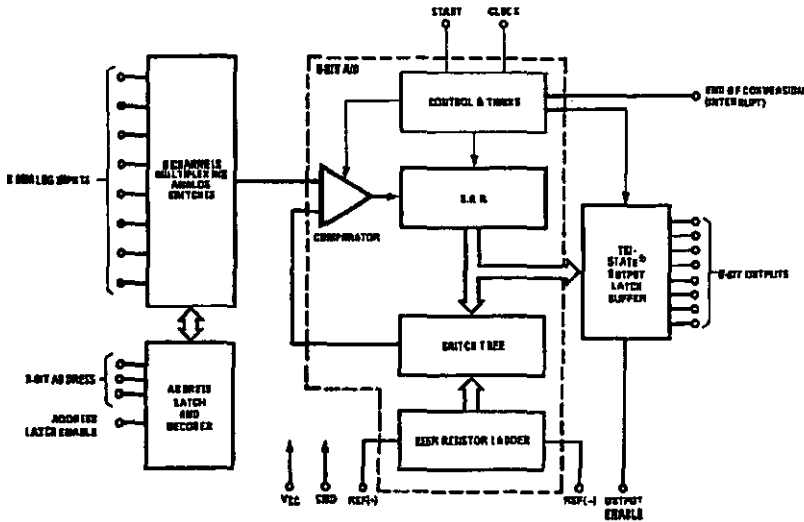 START CLOCK
8-BIT A/D
CONTROL & TIMING
END OF CONVERSION
(INTERRUPT)
8 CHANNELS
MULTIPLEXING
ANALOG
SWITCHES
8 ANALOG INPUTS
S.A.R.
COMPARATOR
TRI-
STATE®
OUTPUT
LATCH
BUFFER
8-BIT OUTPUTS
SWITCH TREE
3-BIT ADDRESS
ADDRESS
LATCH ENABLE
ADDRESS
LATCH
AND
DECODER
256R RESISTOR LADDER
VCC GND REF(+) REF(−) OUTPUT
ENABLE